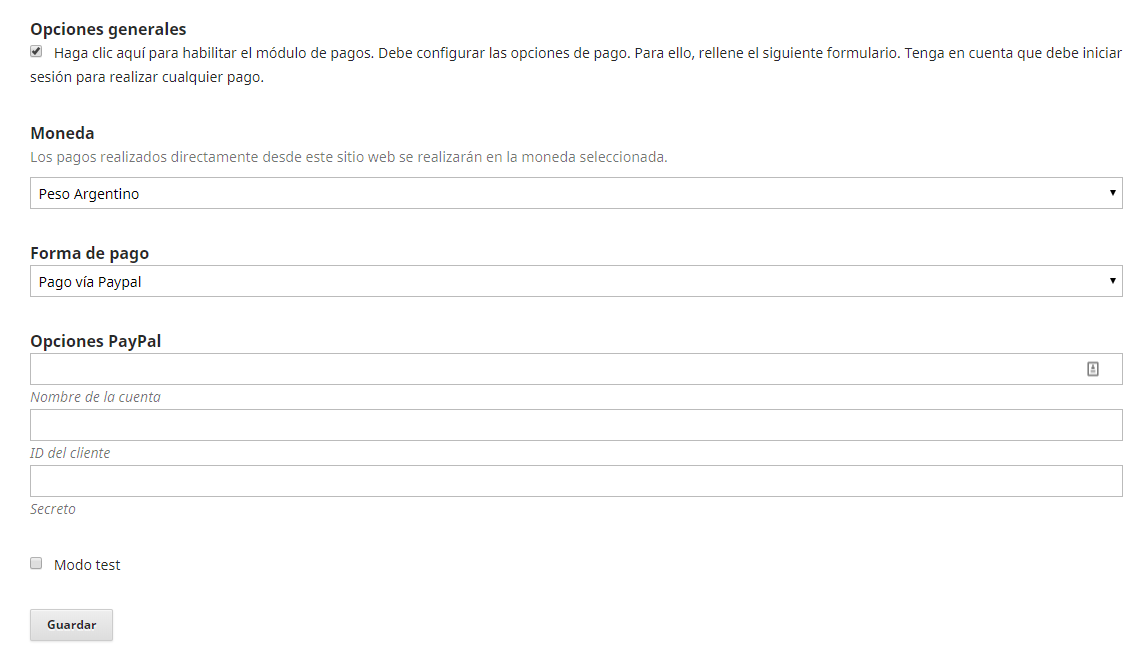 Opciones generales
Haga clic aquí para habilitar el módulo de pagos. Debe configurar las opciones de pago. Para ello, rellene el siguiente formulario. Tenga en cuenta que debe iniciar
sesión para realizar cualquier pago.
Moneda
Los pagos realizados directamente desde este sitio web se realizarán en la moneda seleccionada.
Peso Argentino
Forma de pago
Pago vía Paypal
Opciones PayPal
Nombre de la cuenta
ID del cliente
Secreto
Modo test
Guardar